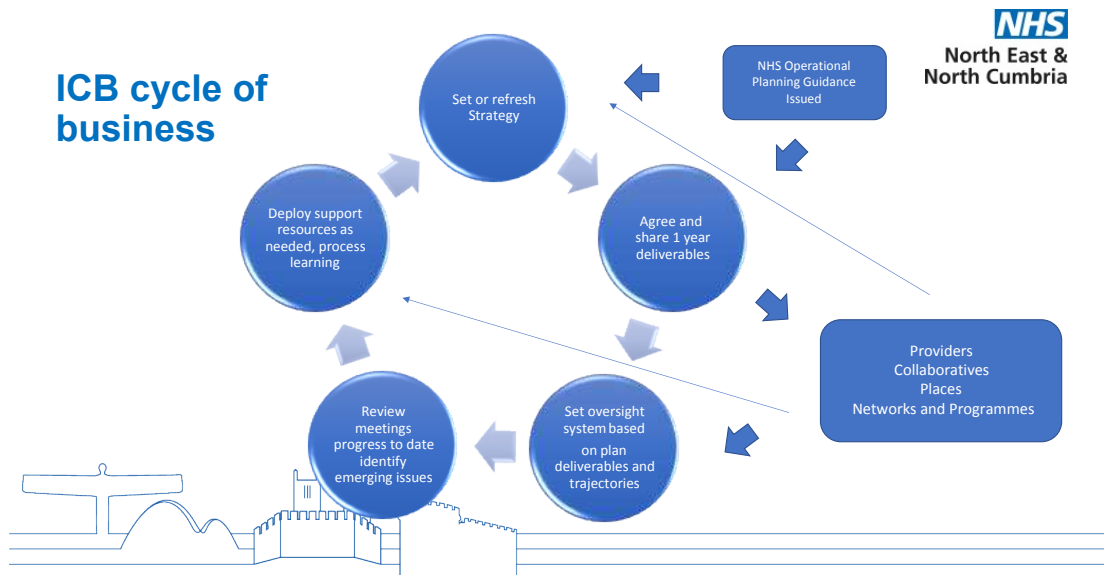 ICB cycle of
business
NHS
North East &
North Cumbria
Set or refresh
Strategy
NHS Operational
Planning Guidance
Issued
Deploy support
resources as
needed, process
learning
Agree and
share 1 year
deliverables
Providers
Collaboratives
Places
Networks and Programmes
Review
meetings
progress to date
identify
emerging issues
Set oversight
system based
on plan
deliverables and
trajectories